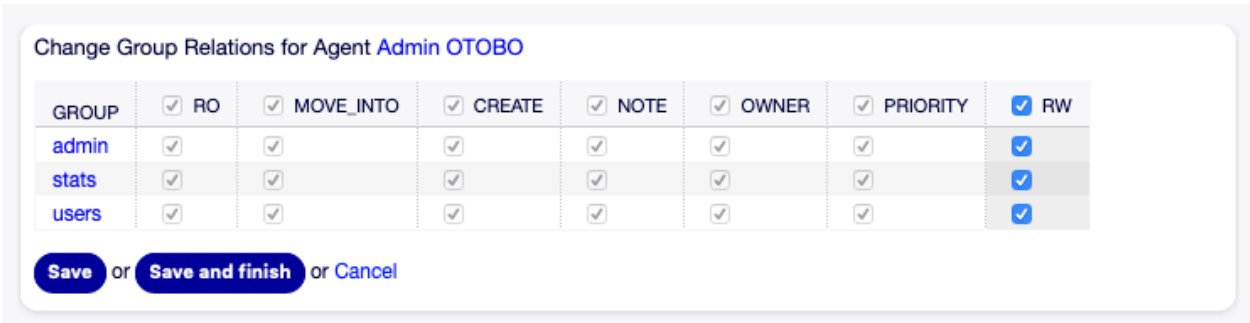 Change Group Relations for Agent Admin OTOBO
GROUP RO MOVE_INTO CREATE NOTE OWNER PRIORITY RW
admin
stats
users
Save or Save and finish or Cancel